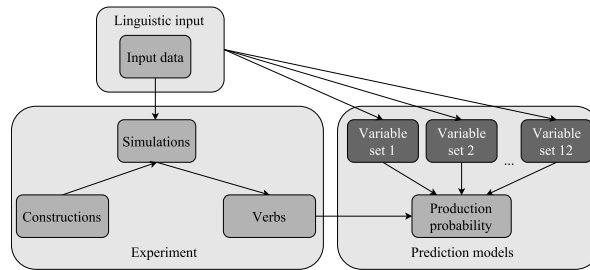 Linguistic input
Input data
Simulations
Constructions
Verbs
Experiment
Variable
set 1
Variable
set 2
...
Variable
set 12
Production
probability
Prediction models